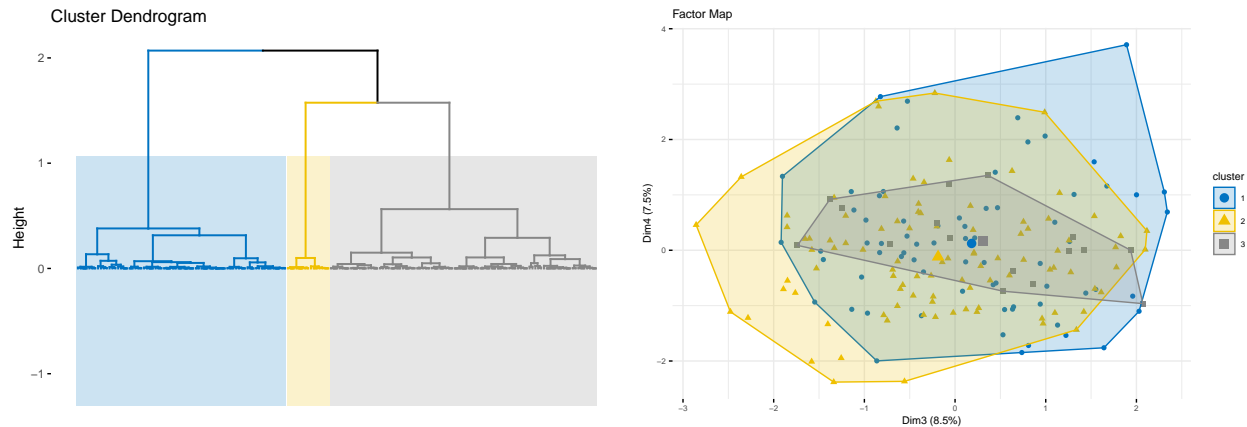 Cluster Dendrogram
Height
2
1
0
−1
Factor Map
Dim4 (7.5%)
4
2
0
−2
−3
−2
−1
0
1
2
Dim3 (8.5%)
cluster
1
2
3